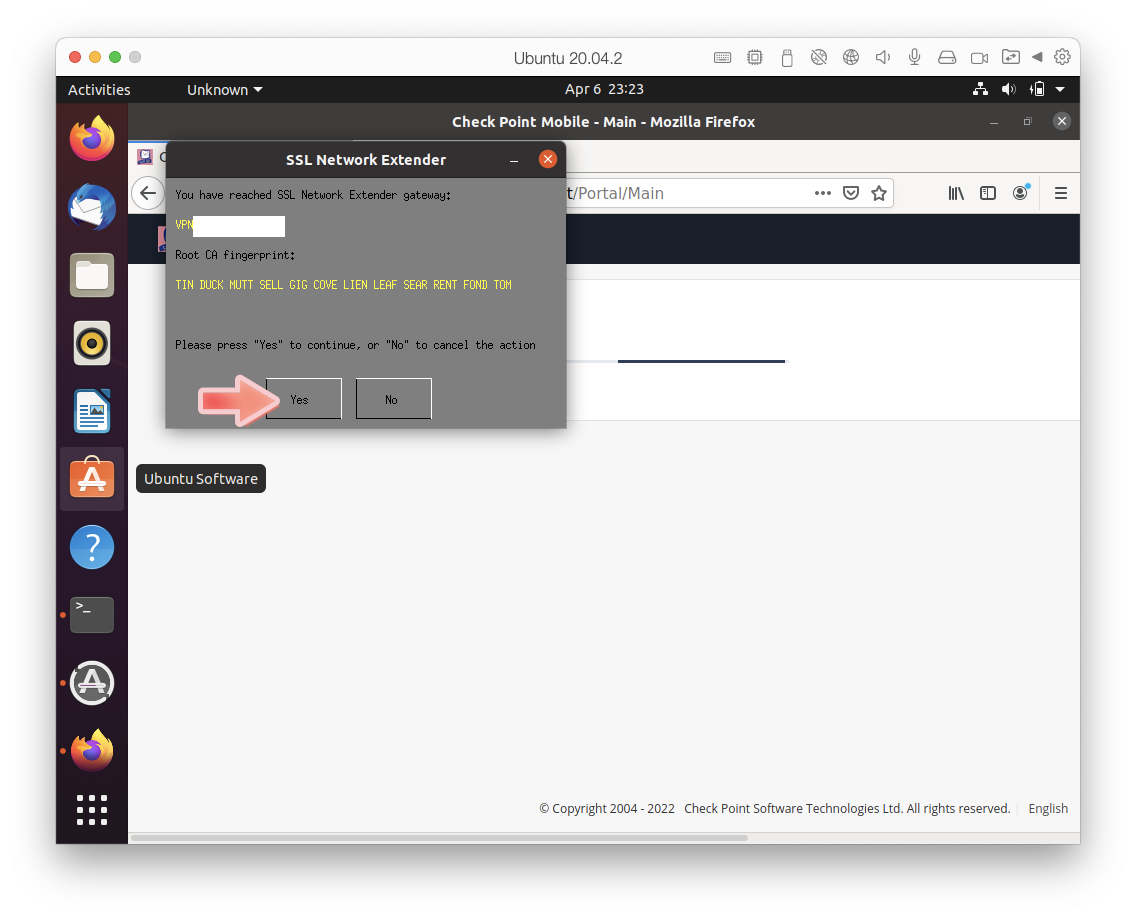 Ubuntu 20.04.2
Activities
Unknown
Apr 6 23:23
Check Point Mobile - Main - Mozilla Firefox
SSL Network Extender
t/Portal/Main
You have reached SSL Network Extender gateway:
VPN
Root CA fingerprint:
TIN DUCK MUTT SELL GIG COVE LIEN LEAF SEAR RENT FOND TOM
Please press "Yes" to continue, or "No" to cancel the action
Yes
No
Ubuntu Software
© Copyright 2004 - 2022 Check Point Software Technologies Ltd. All rights reserved.
English